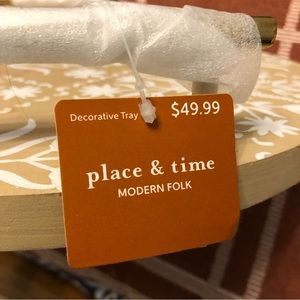 Decorative Tray $49.99
place & time
MODERN FOLK